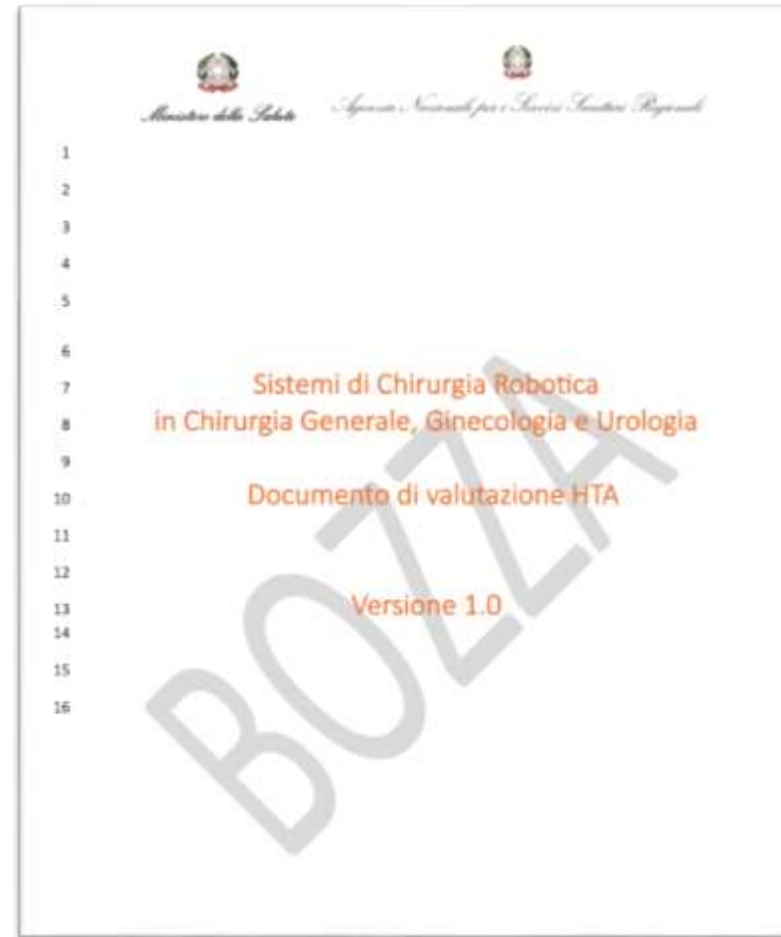 Ministero della Salute
Agenzia Nazionale per i Servizi Sanitari Regionali
1
2
3
4
5
6
7 Sistemi di Chirurgia Robotica
8 in Chirurgia Generale, Ginecologia e Urologia
9
10 Documento di valutazione HTA
11
12
13 Versione 1.0
14
15
16
BOZZA